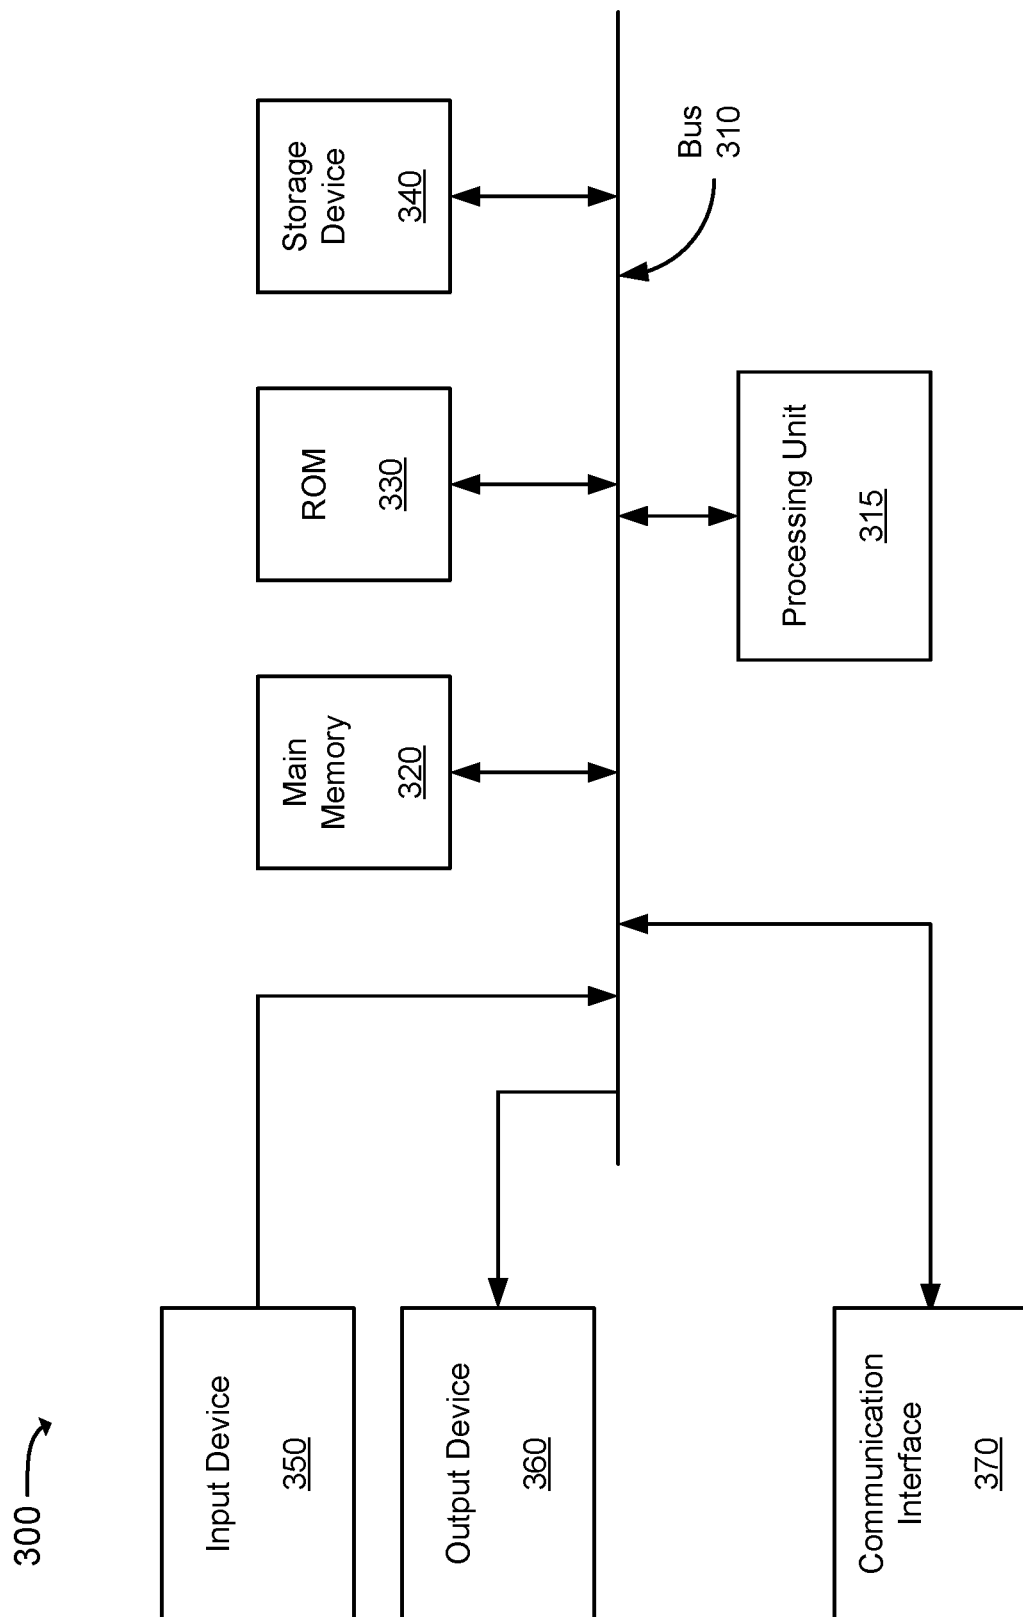 300
Input Device
350
Main
Memory
320
ROM
330
Storage
Device
340
Output Device
360
Bus
310
Processing Unit
315
Communication
Interface
370